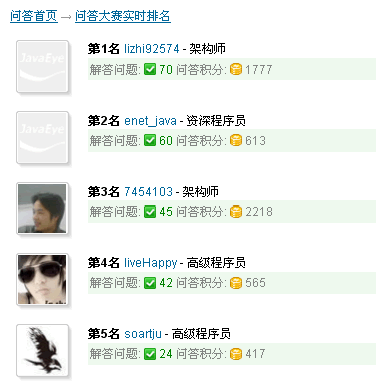 问答首页 → 问答大赛实时排名
JavaEye
第1名 lizhi92574 - 架构师
解答问题: 70 问答积分: 1777
JavaEye
第2名 enet_java - 资深程序员
解答问题: 60 问答积分: 613
第3名 7454103 - 架构师
解答问题: 45 问答积分: 2218
第4名 liveHappy - 高级程序员
解答问题: 42 问答积分: 565
第5名 soartju - 高级程序员
解答问题: 24 问答积分: 417